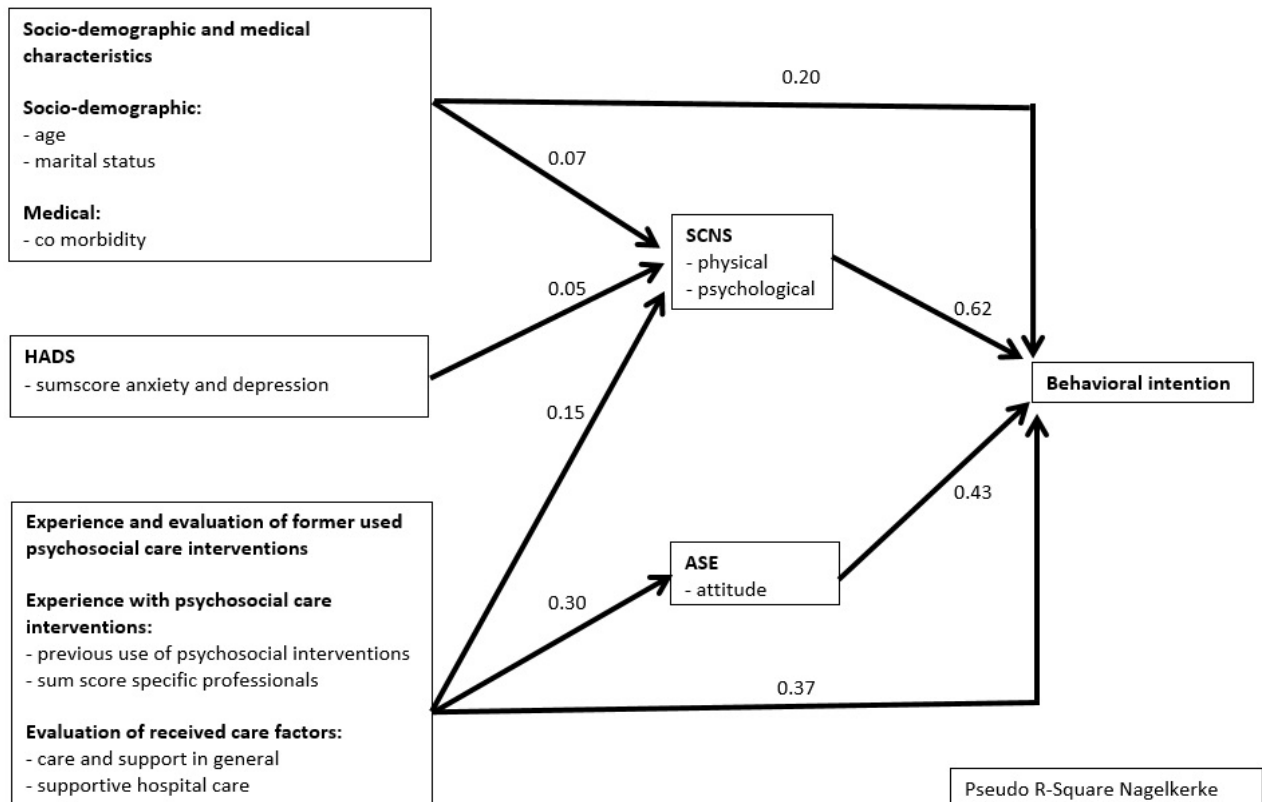 Socio-demographic and medical
characteristics
Socio-demographic:
- age
- marital status
Medical:
- co morbidity
0.20
0.07
SCNS
- physical
- psychological
0.05
0.62
HADS
- sumscore anxiety and depression
Behavioral intention
0.15
0.43
Experience and evaluation of former used
psychosocial care interventions
Experience with psychosocial care
interventions:
- previous use of psychosocial interventions
- sum score specific professionals
Evaluation of received care factors:
- care and support in general
- supportive hospital care
ASE
- attitude
0.30
0.37
Pseudo R-Square Nagelkerke